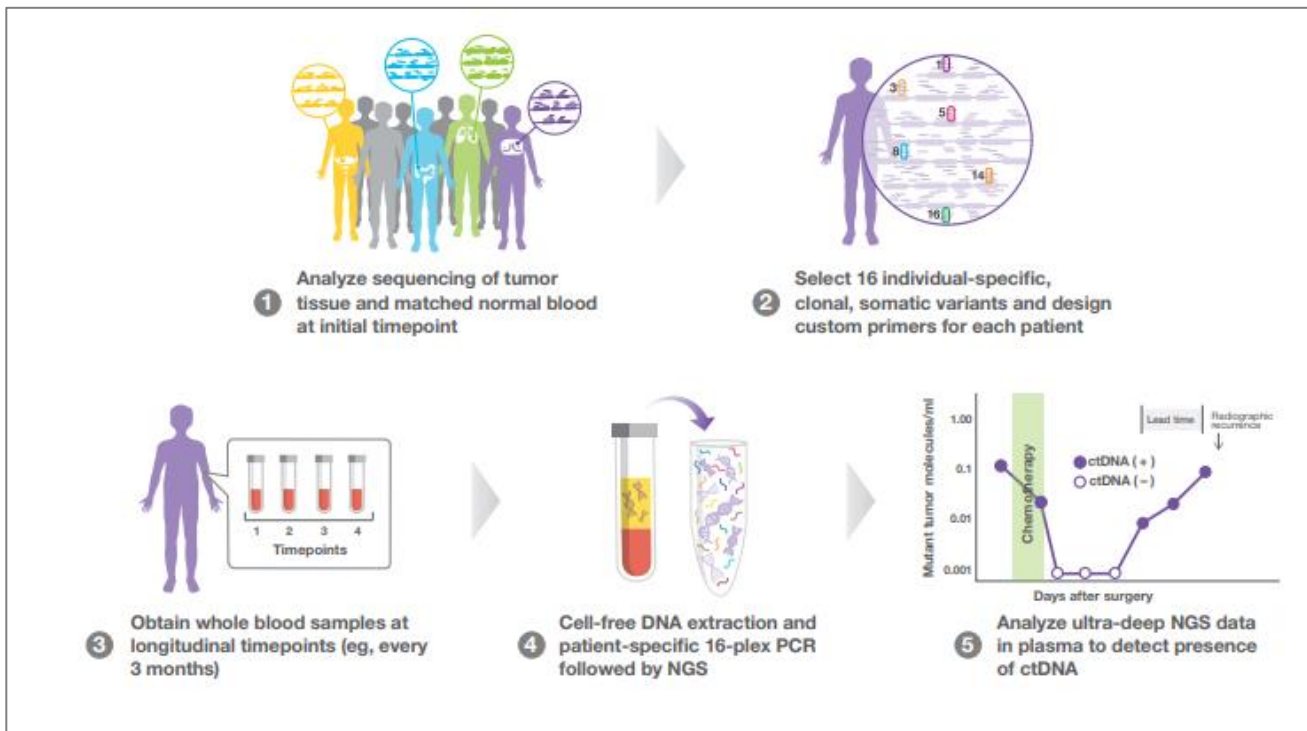 1
Analyze sequencing of tumor
tissue and matched normal blood
at initial timepoint
1
3
5
8
14
16
2
Select 16 individual-specific,
clonal, somatic variants and design
custom primers for each patient
1 2 3 4
Timepoints
3
Obtain whole blood samples at
longitudinal timepoints (eg, every
3 months)
4
Cell-free DNA extraction and
patient-specific 16-plex PCR
followed by NGS
Mutant tumor molecules/ml
1.00
0.1
0.01
0.001
Chemotherapy
Lead time
Radiographic
recurrence
ctDNA (+)
ctDNA (−)
Days after surgery
5
Analyze ultra-deep NGS data
in plasma to detect presence
of ctDNA